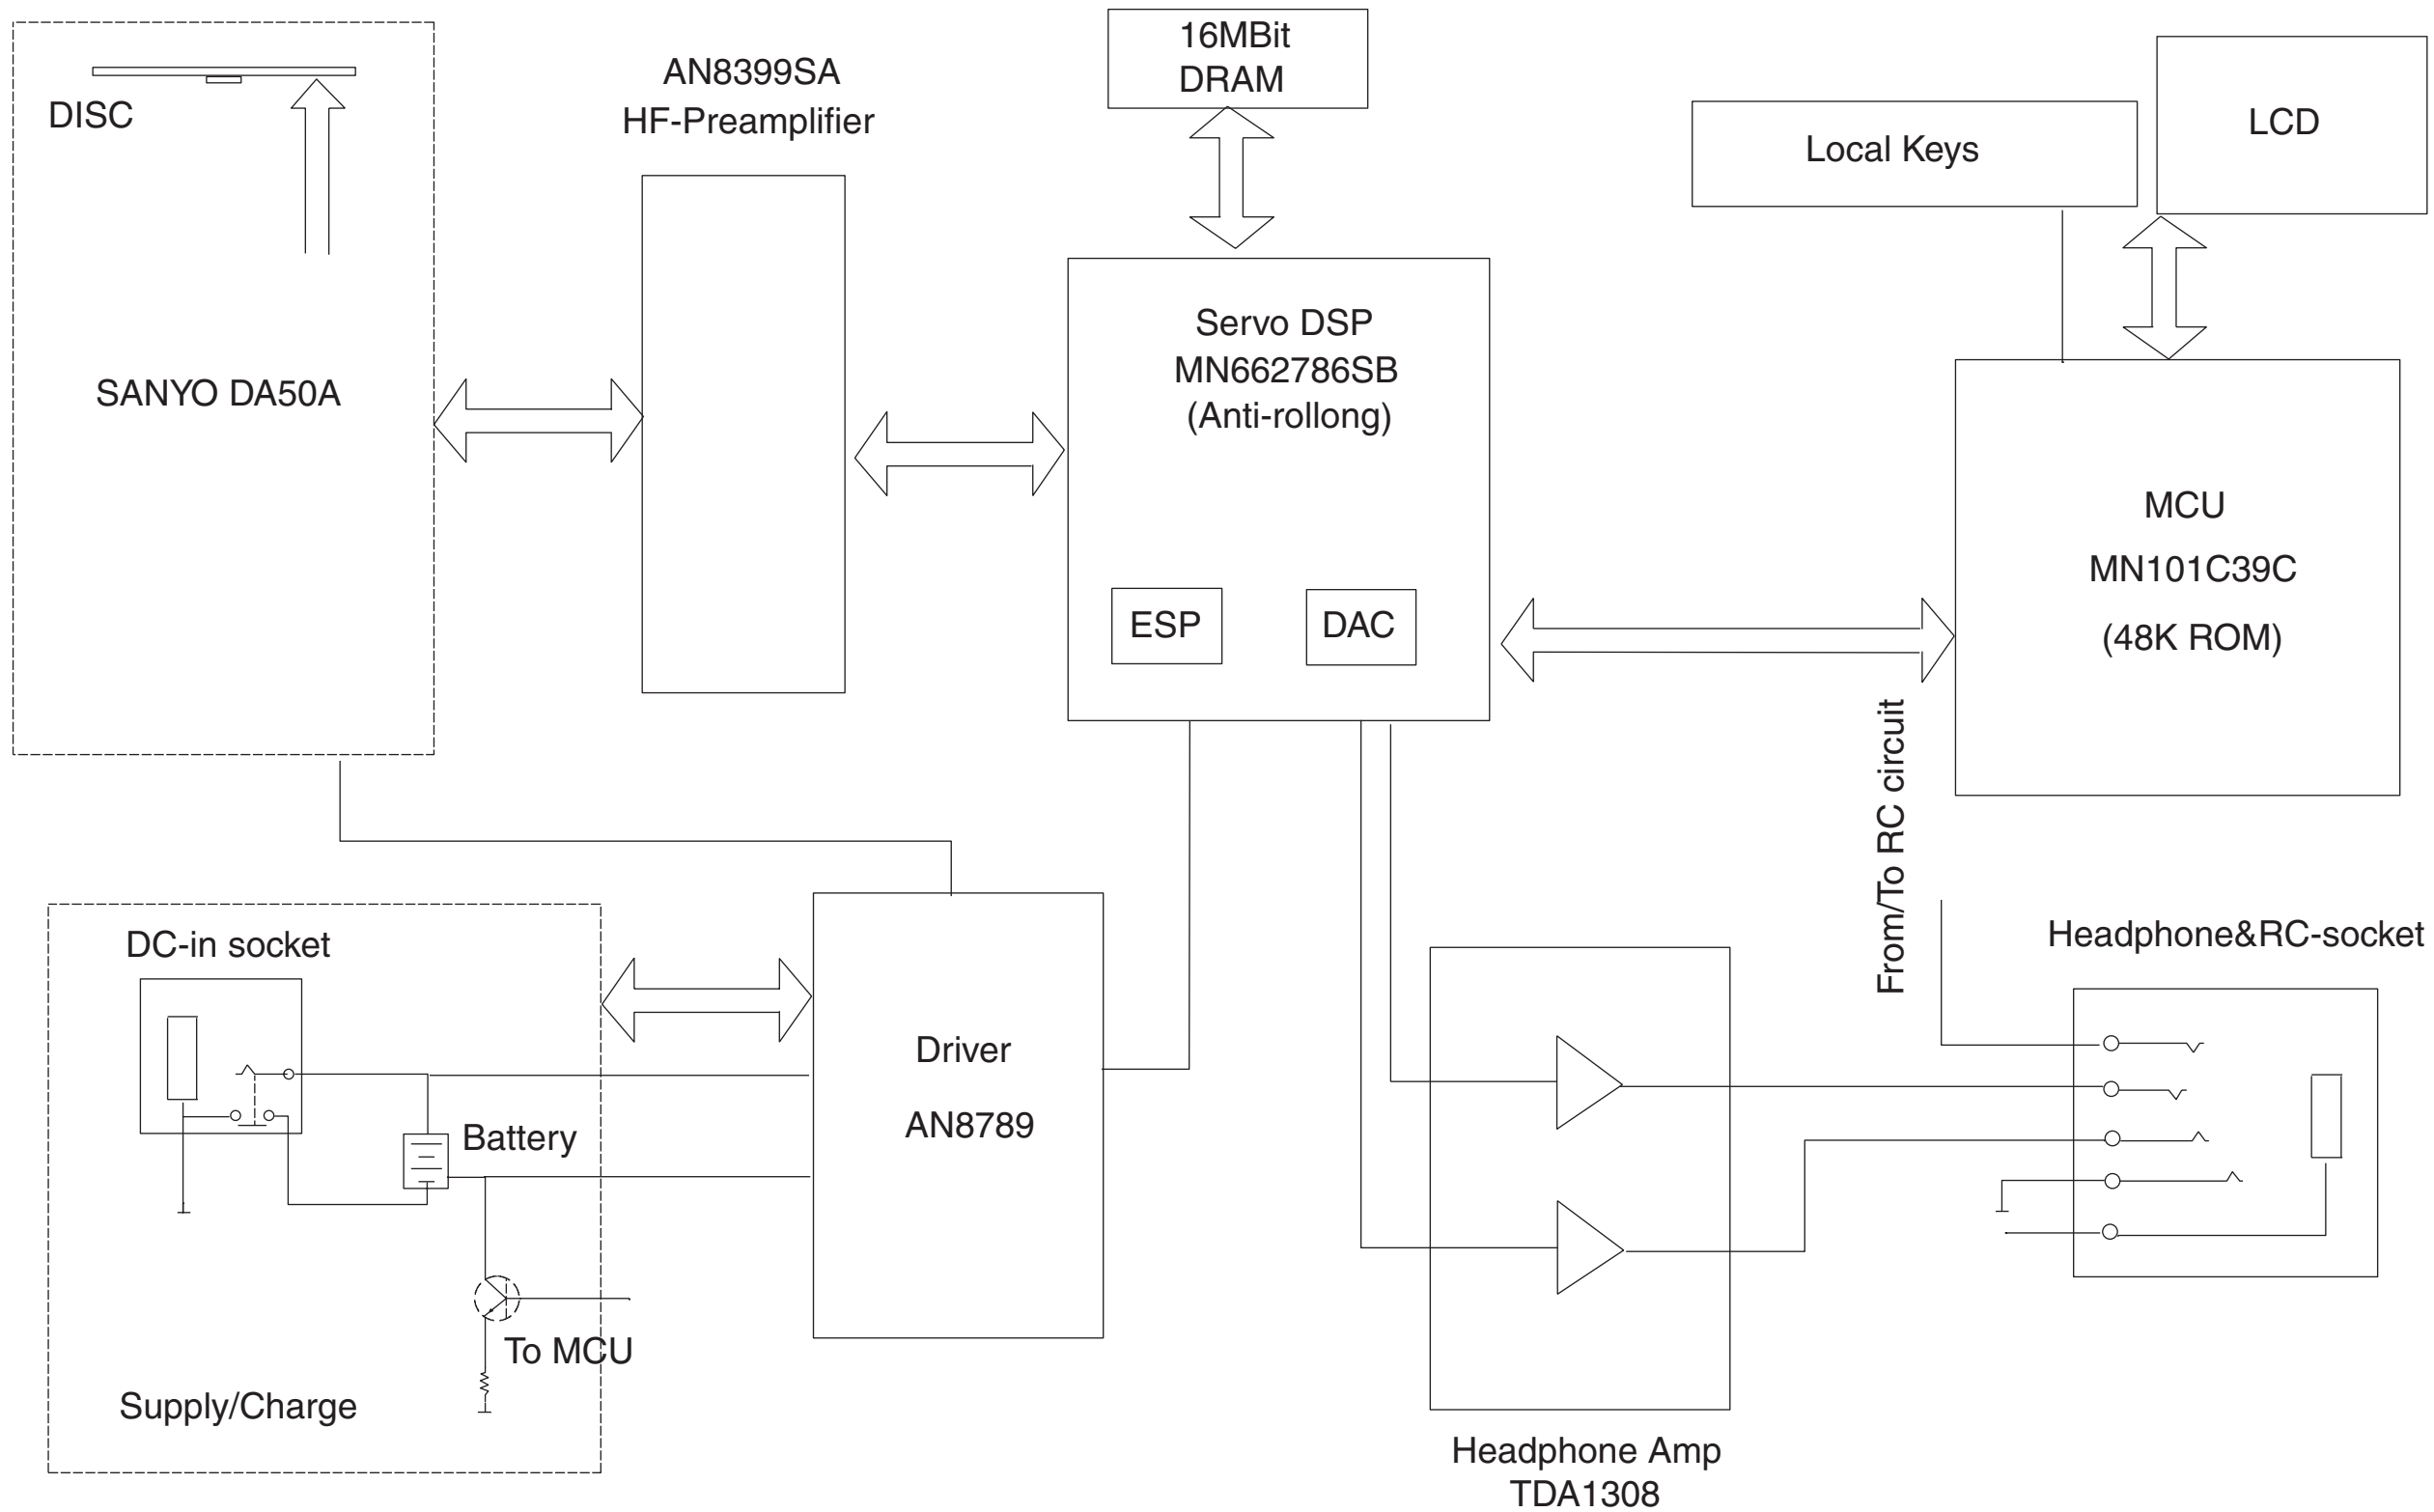 16MBit
DRAM
AN8399SA
HF-Preamplifier
DISC
Local Keys
LCD
SANYO DA50A
Servo DSP
MN662786SB
(Anti-rollong)
ESP
DAC
MCU
MN101C39C
(48K ROM)
From/To RC circuit
DC-in socket
Battery
To MCU
Supply/Charge
Driver
AN8789
Headphone&RC-socket
Headphone Amp
TDA1308